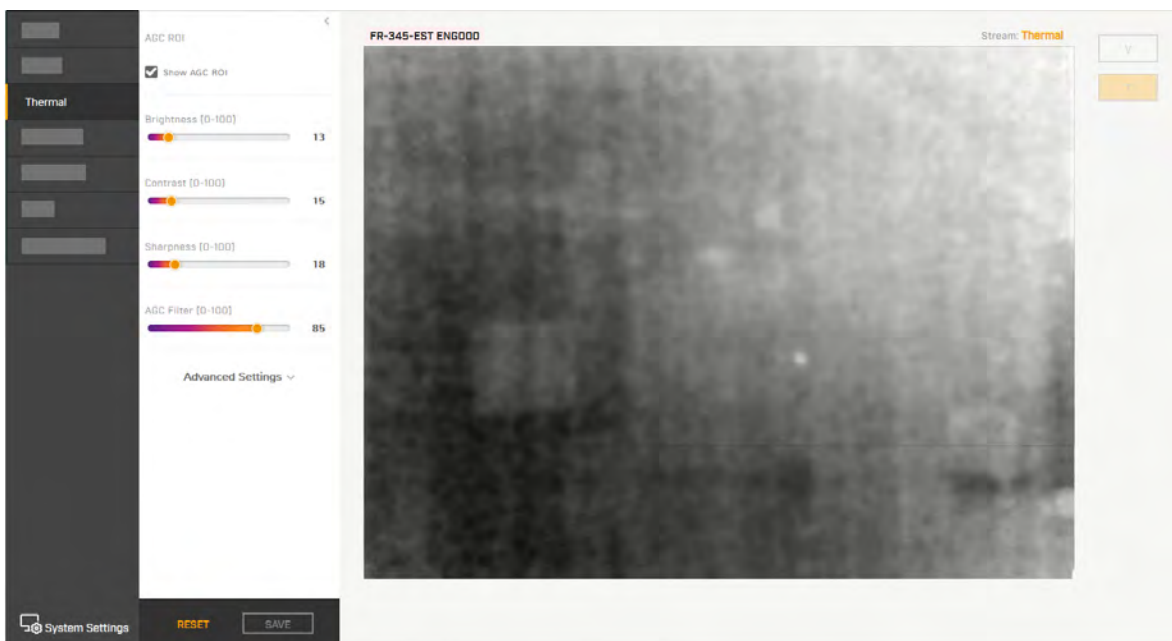 AGC ROI
Show AGC ROI
Thermal
Brightness [0-100]
13
Contrast [0-100]
15
Sharpness [0-100]
18
AGC Filter [0-100]
85
Advanced Settings
System Settings
RESET
SAVE
FR-345-EST ENG000
Stream: Thermal
V